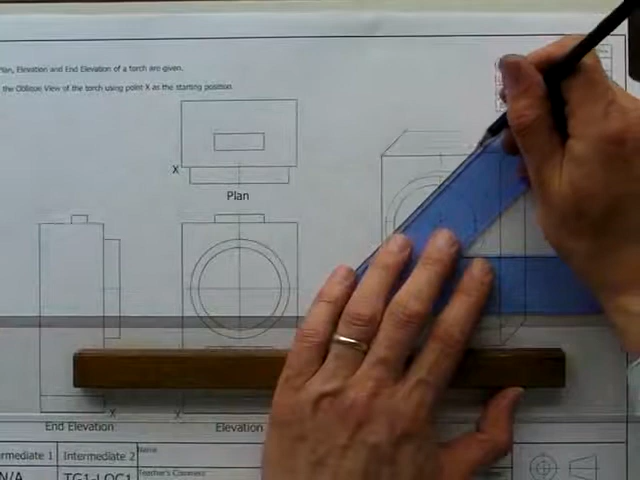 Plan, Elevation and End Elevation of a torch are given.
the Oblique View of the torch using point X as the starting position.
X
Plan
X
X
End Elevation
Elevation
Intermediate 1
Intermediate 2
Name
N/A
TG1-LOC1
Teacher's Comments